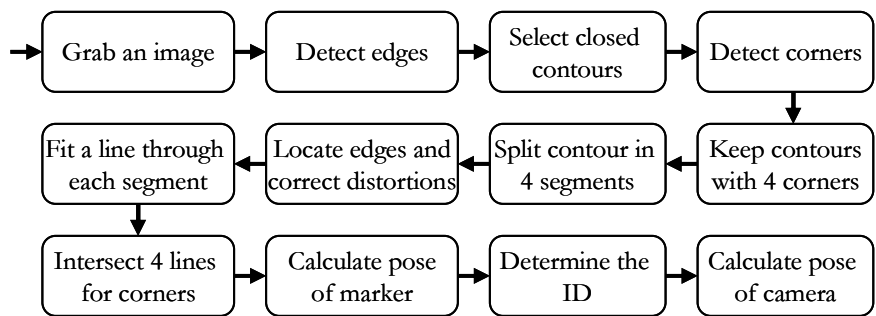 Grab an image
Detect edges
Select closed
contours
Detect corners
Fit a line through
each segment
Locate edges and
correct distortions
Split contour in
4 segments
Keep contours
with 4 corners
Intersect 4 lines
for corners
Calculate pose
of marker
Determine the
ID
Calculate pose
of camera